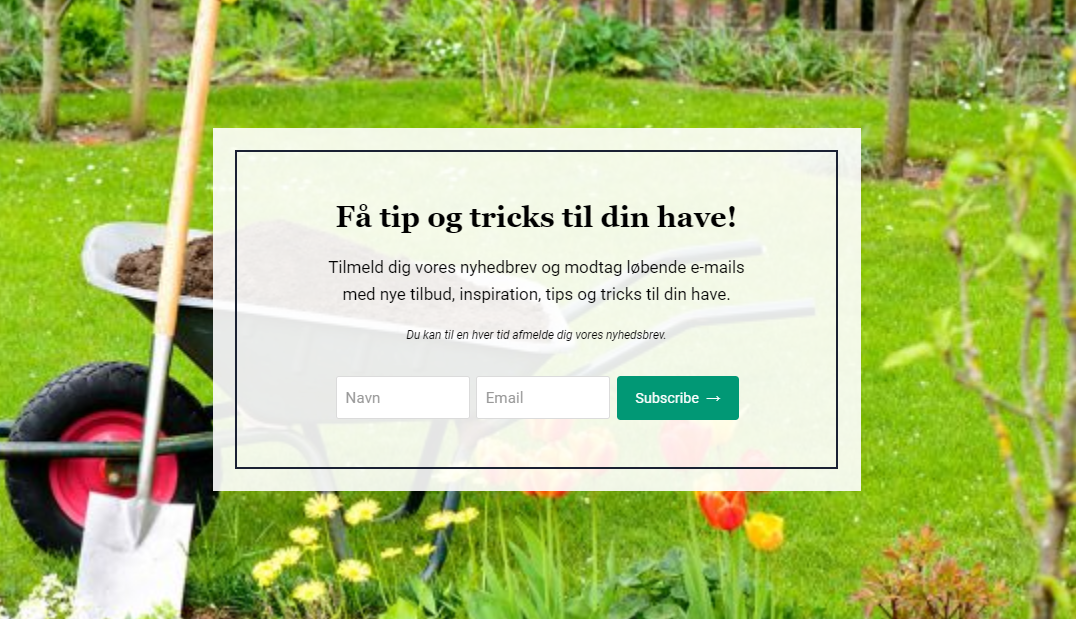 Få tip og tricks til din have!
Tilmeld dig vores nyhedbrev og modtag løbende e-mails
med nye tilbud, inspiration, tips og tricks til din have.
Du kan til en hver tid afmelde dig vores nyhedsbrev.
Navn Email Subscribe →